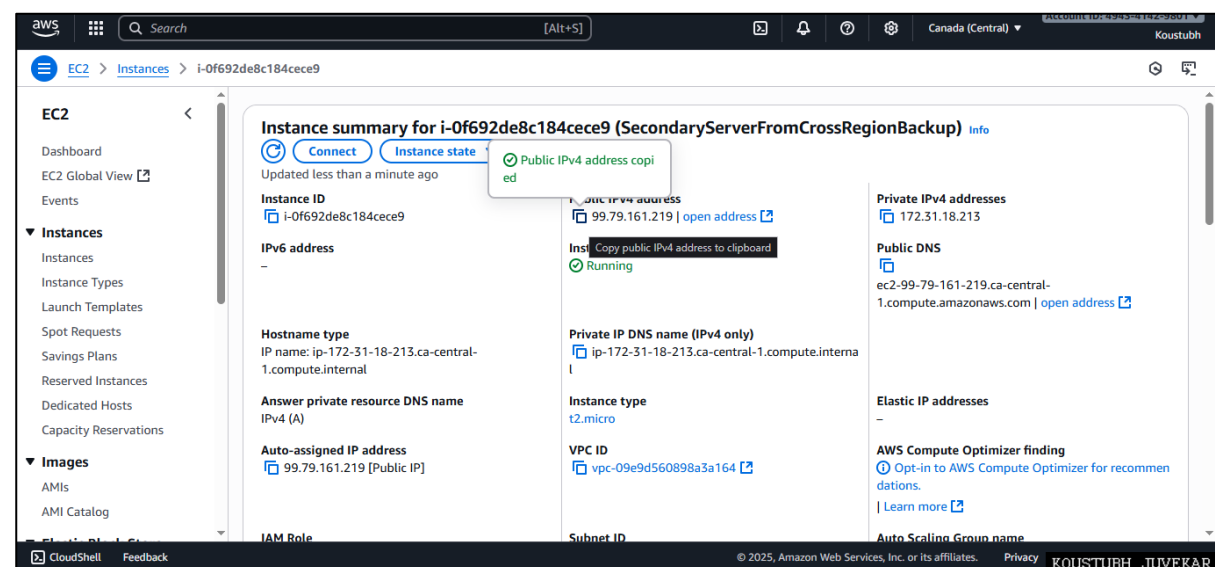 aws
Search
[Alt+S]
Canada (Central)
Account ID: 4943-4142-9801
Koustubh
EC2 > Instances > i-0f692de8c184cece9
EC2
Dashboard
EC2 Global View
Events
Instances
Instances
Instance Types
Launch Templates
Spot Requests
Savings Plans
Reserved Instances
Dedicated Hosts
Capacity Reservations
Images
AMIs
AMI Catalog
Instance summary for i-0f692de8c184cece9 (SecondaryServerFromCrossRegionBackup) Info
Connect
Instance state
Updated less than a minute ago
Public IPv4 address copi
ed
Instance ID
i-0f692de8c184cece9
Public IPv4 address
99.79.161.219 | open address
Private IPv4 addresses
172.31.18.213
IPv6 address
–
Inst
Copy public IPv4 address to clipboard
Running
Public DNS
ec2-99-79-161-219.ca-central-
1.compute.amazonaws.com | open address
Hostname type
IP name: ip-172-31-18-213.ca-central-
1.compute.internal
Private IP DNS name (IPv4 only)
ip-172-31-18-213.ca-central-1.compute.interna
l
Answer private resource DNS name
IPv4 (A)
Instance type
t2.micro
Elastic IP addresses
–
Auto-assigned IP address
99.79.161.219 [Public IP]
VPC ID
vpc-09e9d560898a3a164
AWS Compute Optimizer finding
Opt-in to AWS Compute Optimizer for recommen
dations.
| Learn more
IAM Role
Subnet ID
Auto Scaling Group name
CloudShell Feedback
© 2025, Amazon Web Services, Inc. or its affiliates. Privacy
KOUSTUBH JUVEKAR